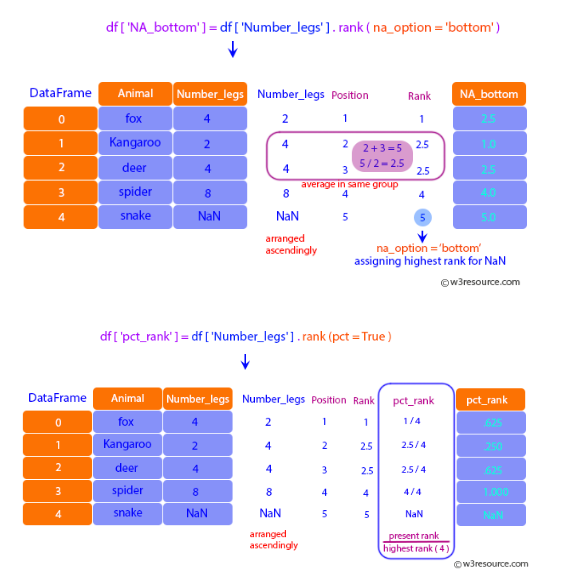 df [ 'NA_bottom' ] = df [ 'Number_legs' ] . rank ( na_option = 'bottom' )
DataFrame Animal Number_legs Number_legs Position Rank NA_bottom
0 fox 4 2 1 1 2.5
1 Kangaroo 2 4 2 2.5 1.0
2 + 3 = 5
5 / 2 = 2.5
2 deer 4 4 3 2.5 2.5
average in same group
3 spider 8 8 4 4 4.0
4 snake NaN NaN 5 5 5.0
arranged
ascendingly
na_option = 'bottom'
assigning highest rank for NaN
© w3resource.com
df [ 'pct_rank' ] = df [ 'Number_legs' ] . rank (pct = True )
DataFrame Animal Number_legs Number_legs Position Rank pct_rank pct_rank
0 fox 4 2 1 1 1 / 4 .625
1 Kangaroo 2 4 2 2.5 2.5 / 4 .250
2 deer 4 4 3 2.5 2.5 / 4 .625
3 spider 8 8 4 4 4 / 4 1.000
4 snake NaN NaN 5 5 NaN NaN
arranged
ascendingly
present rank
highest rank ( 4 )
© w3resource.com